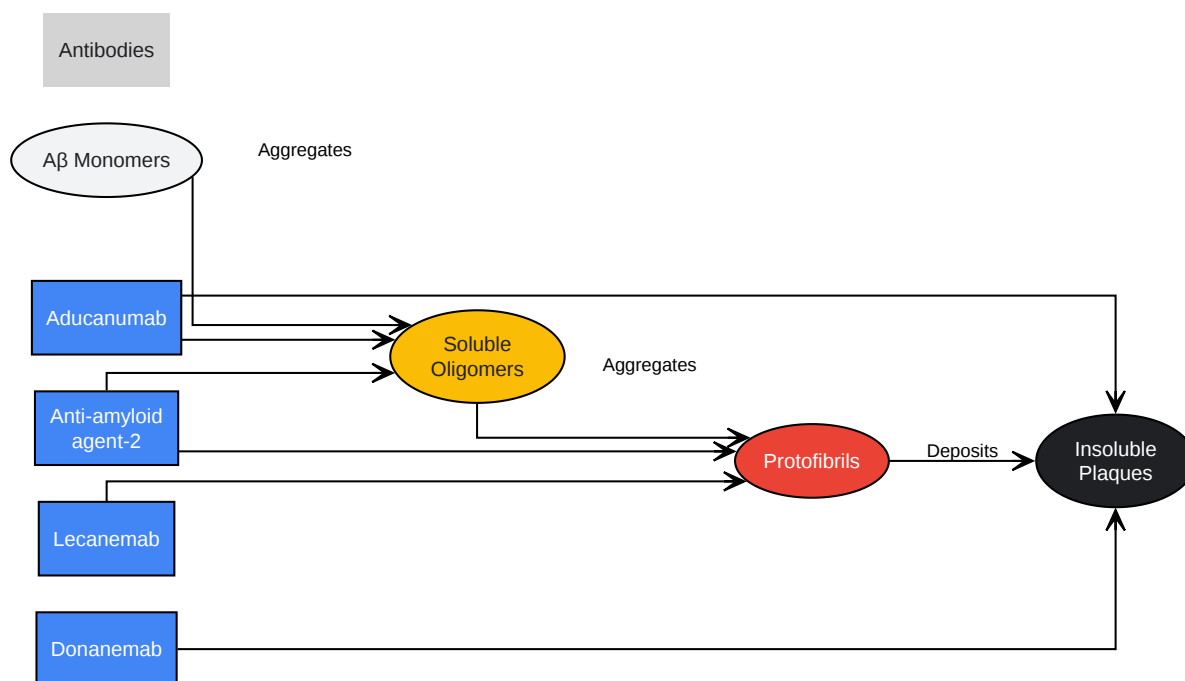 Antibodies
Aβ Monomers
Aggregates
Aducanumab
Soluble
Oligomers
Aggregates
Anti-amyloid
agent-2
Protofibrils
Deposits
Insoluble
Plaques
Lecanemab
Donanemab